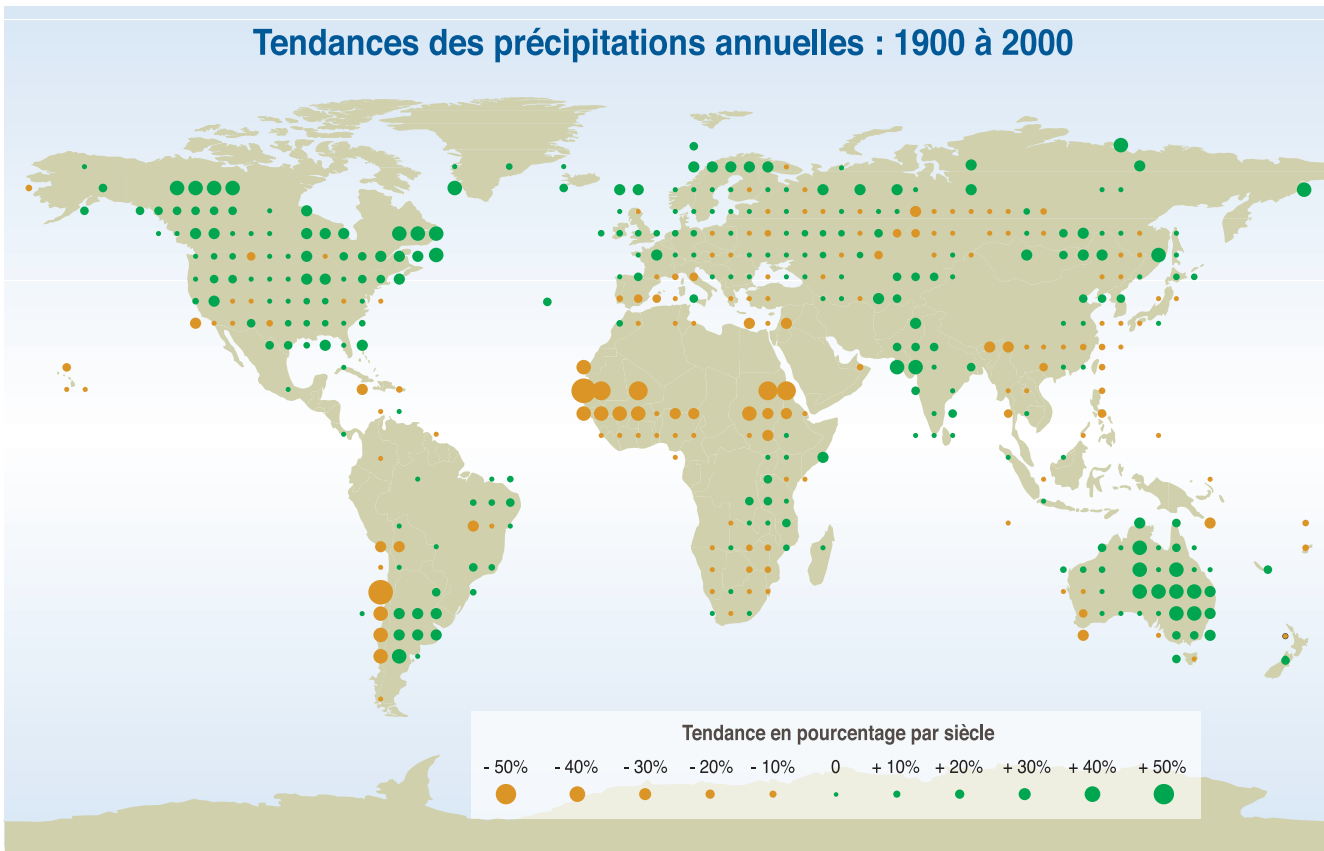 Tendances des précipitations annuelles : 1900 à 2000
Tendance en pourcentage par siècle
- 50% - 40% - 30% - 20% - 10% 0 + 10% + 20% + 30% + 40% + 50%